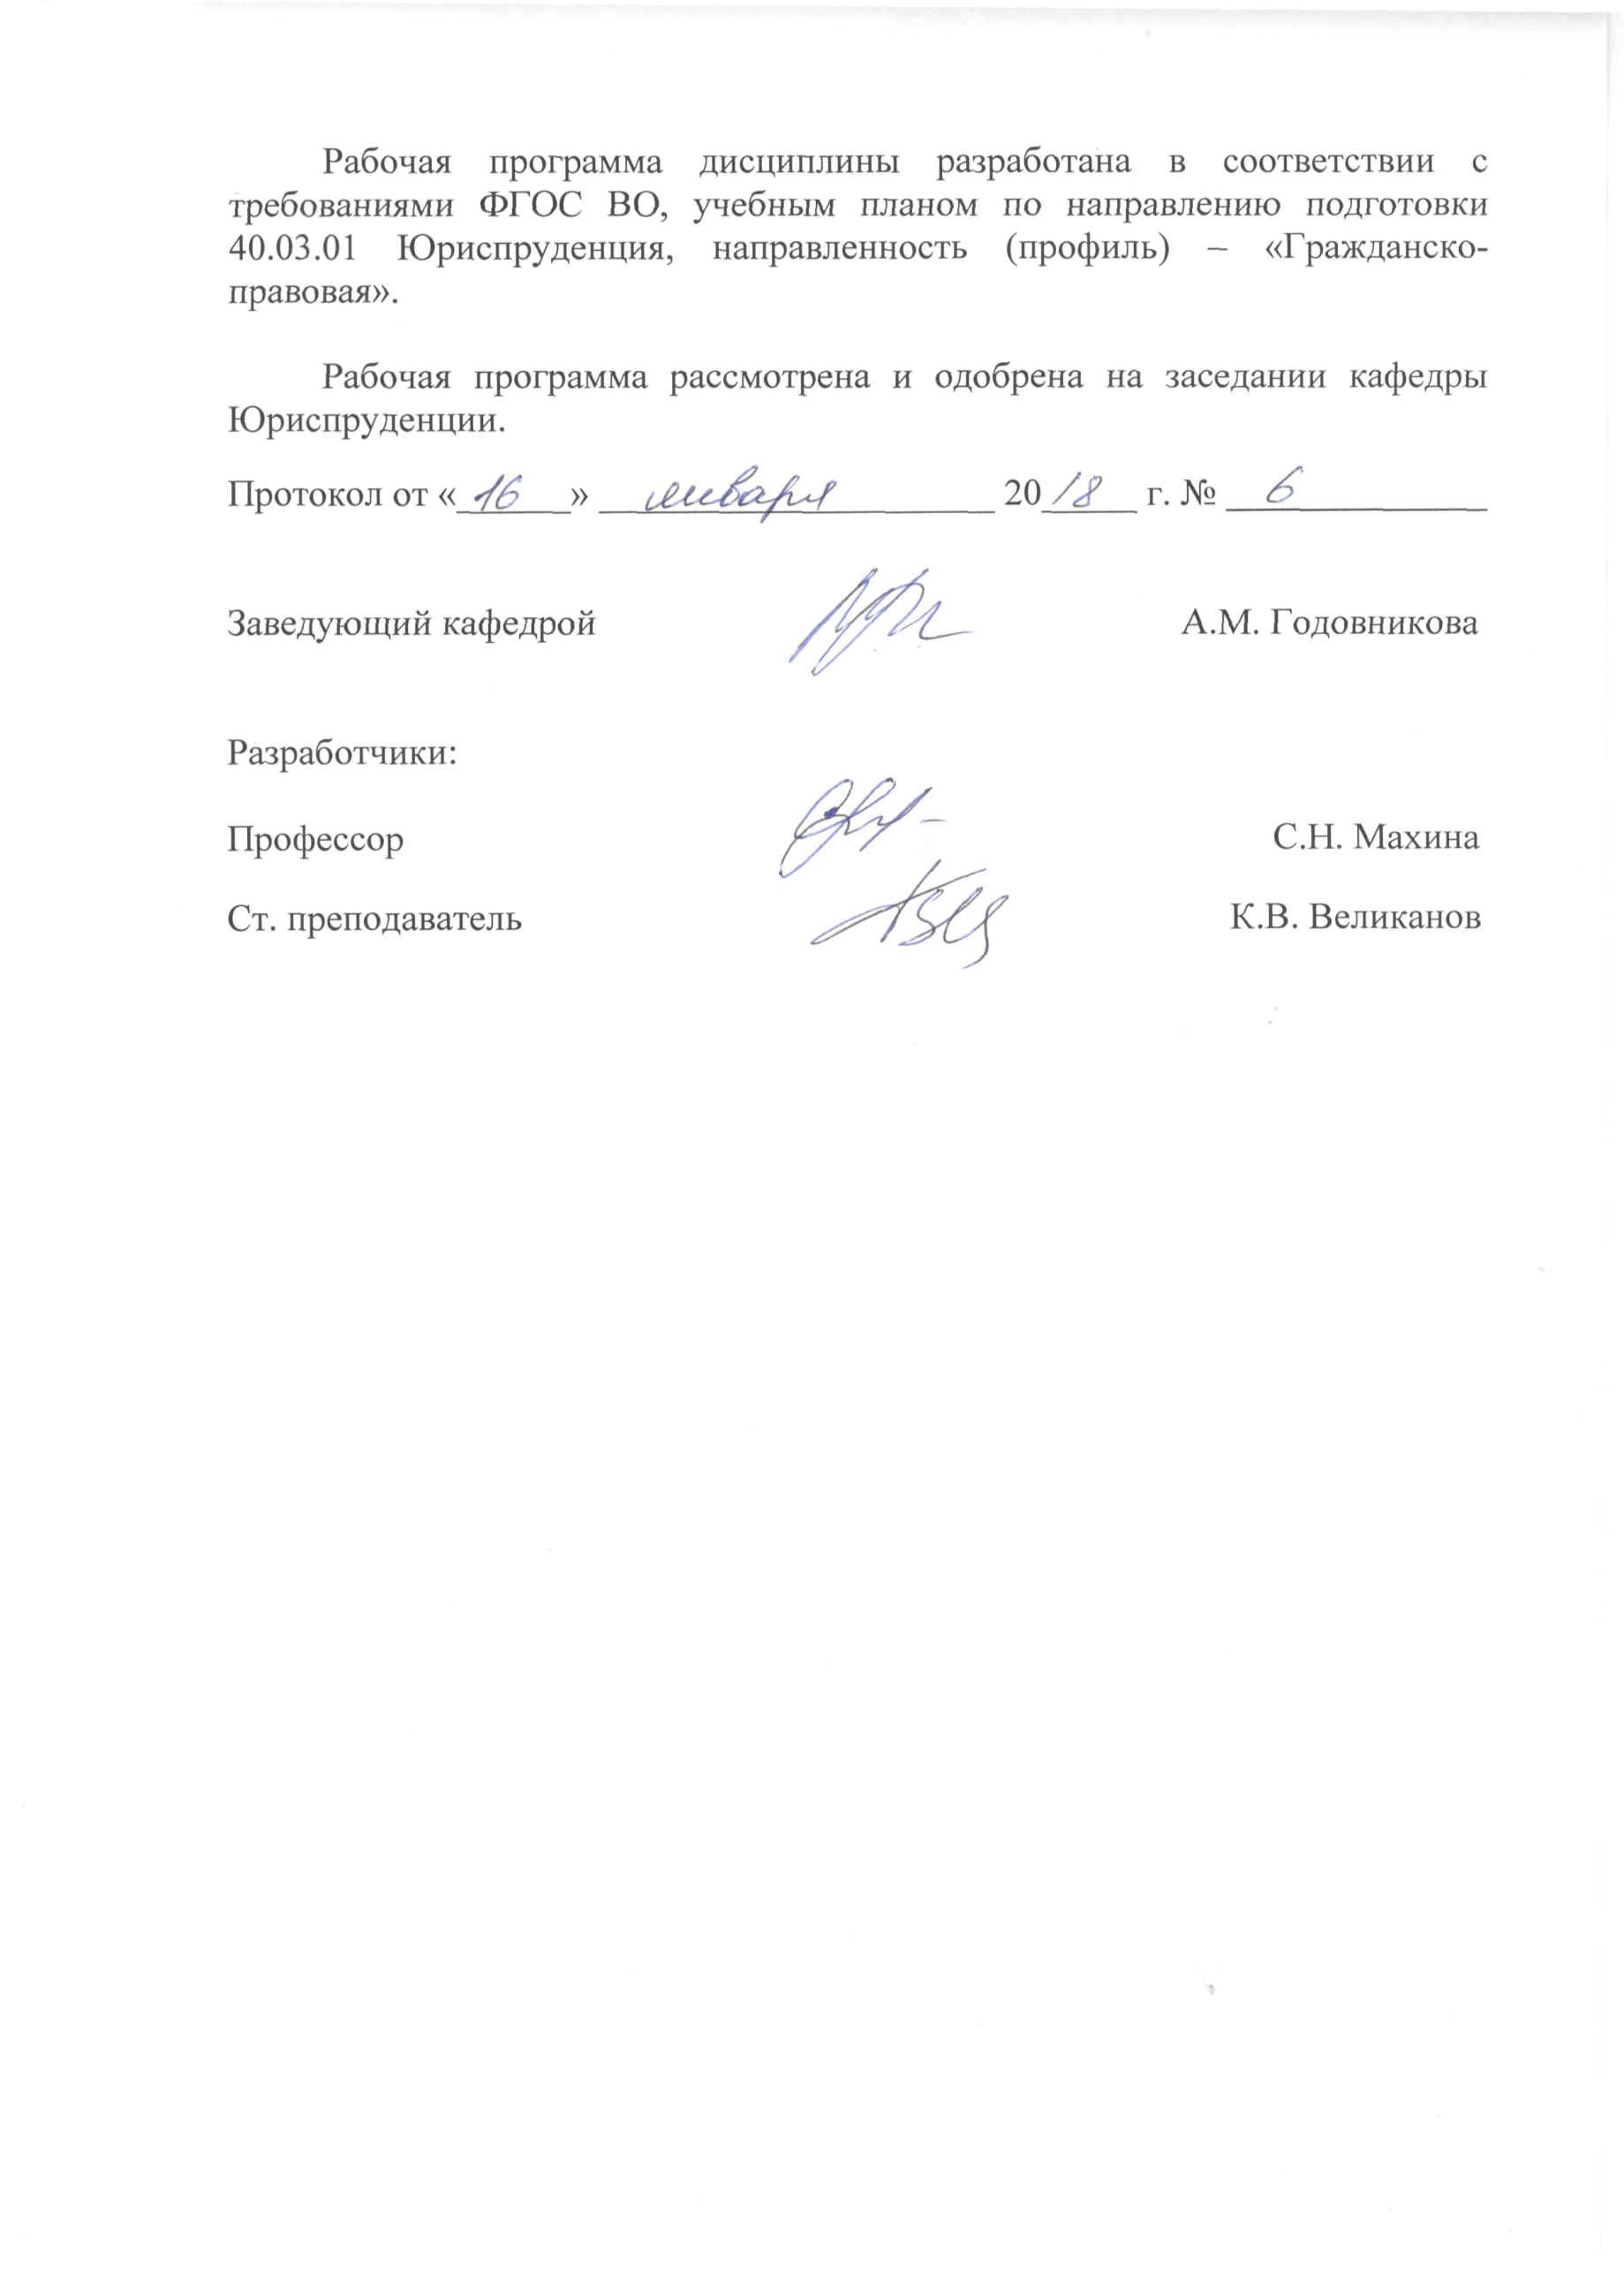 Рабочая программа дисциплины разработана в соответствии с
требованиями ФГОС ВО, учебным планом по направлению подготовки
40.03.01 Юриспруденция, направленность (профиль) – «Гражданско-
правовая».
Рабочая программа рассмотрена и одобрена на заседании кафедры
Юриспруденции.
Протокол от «16» января 2018 г. № 6
Заведующий кафедрой А.М. Годовникова
Разработчики:
Профессор С.Н. Махина
Ст. преподаватель К.В. Великанов